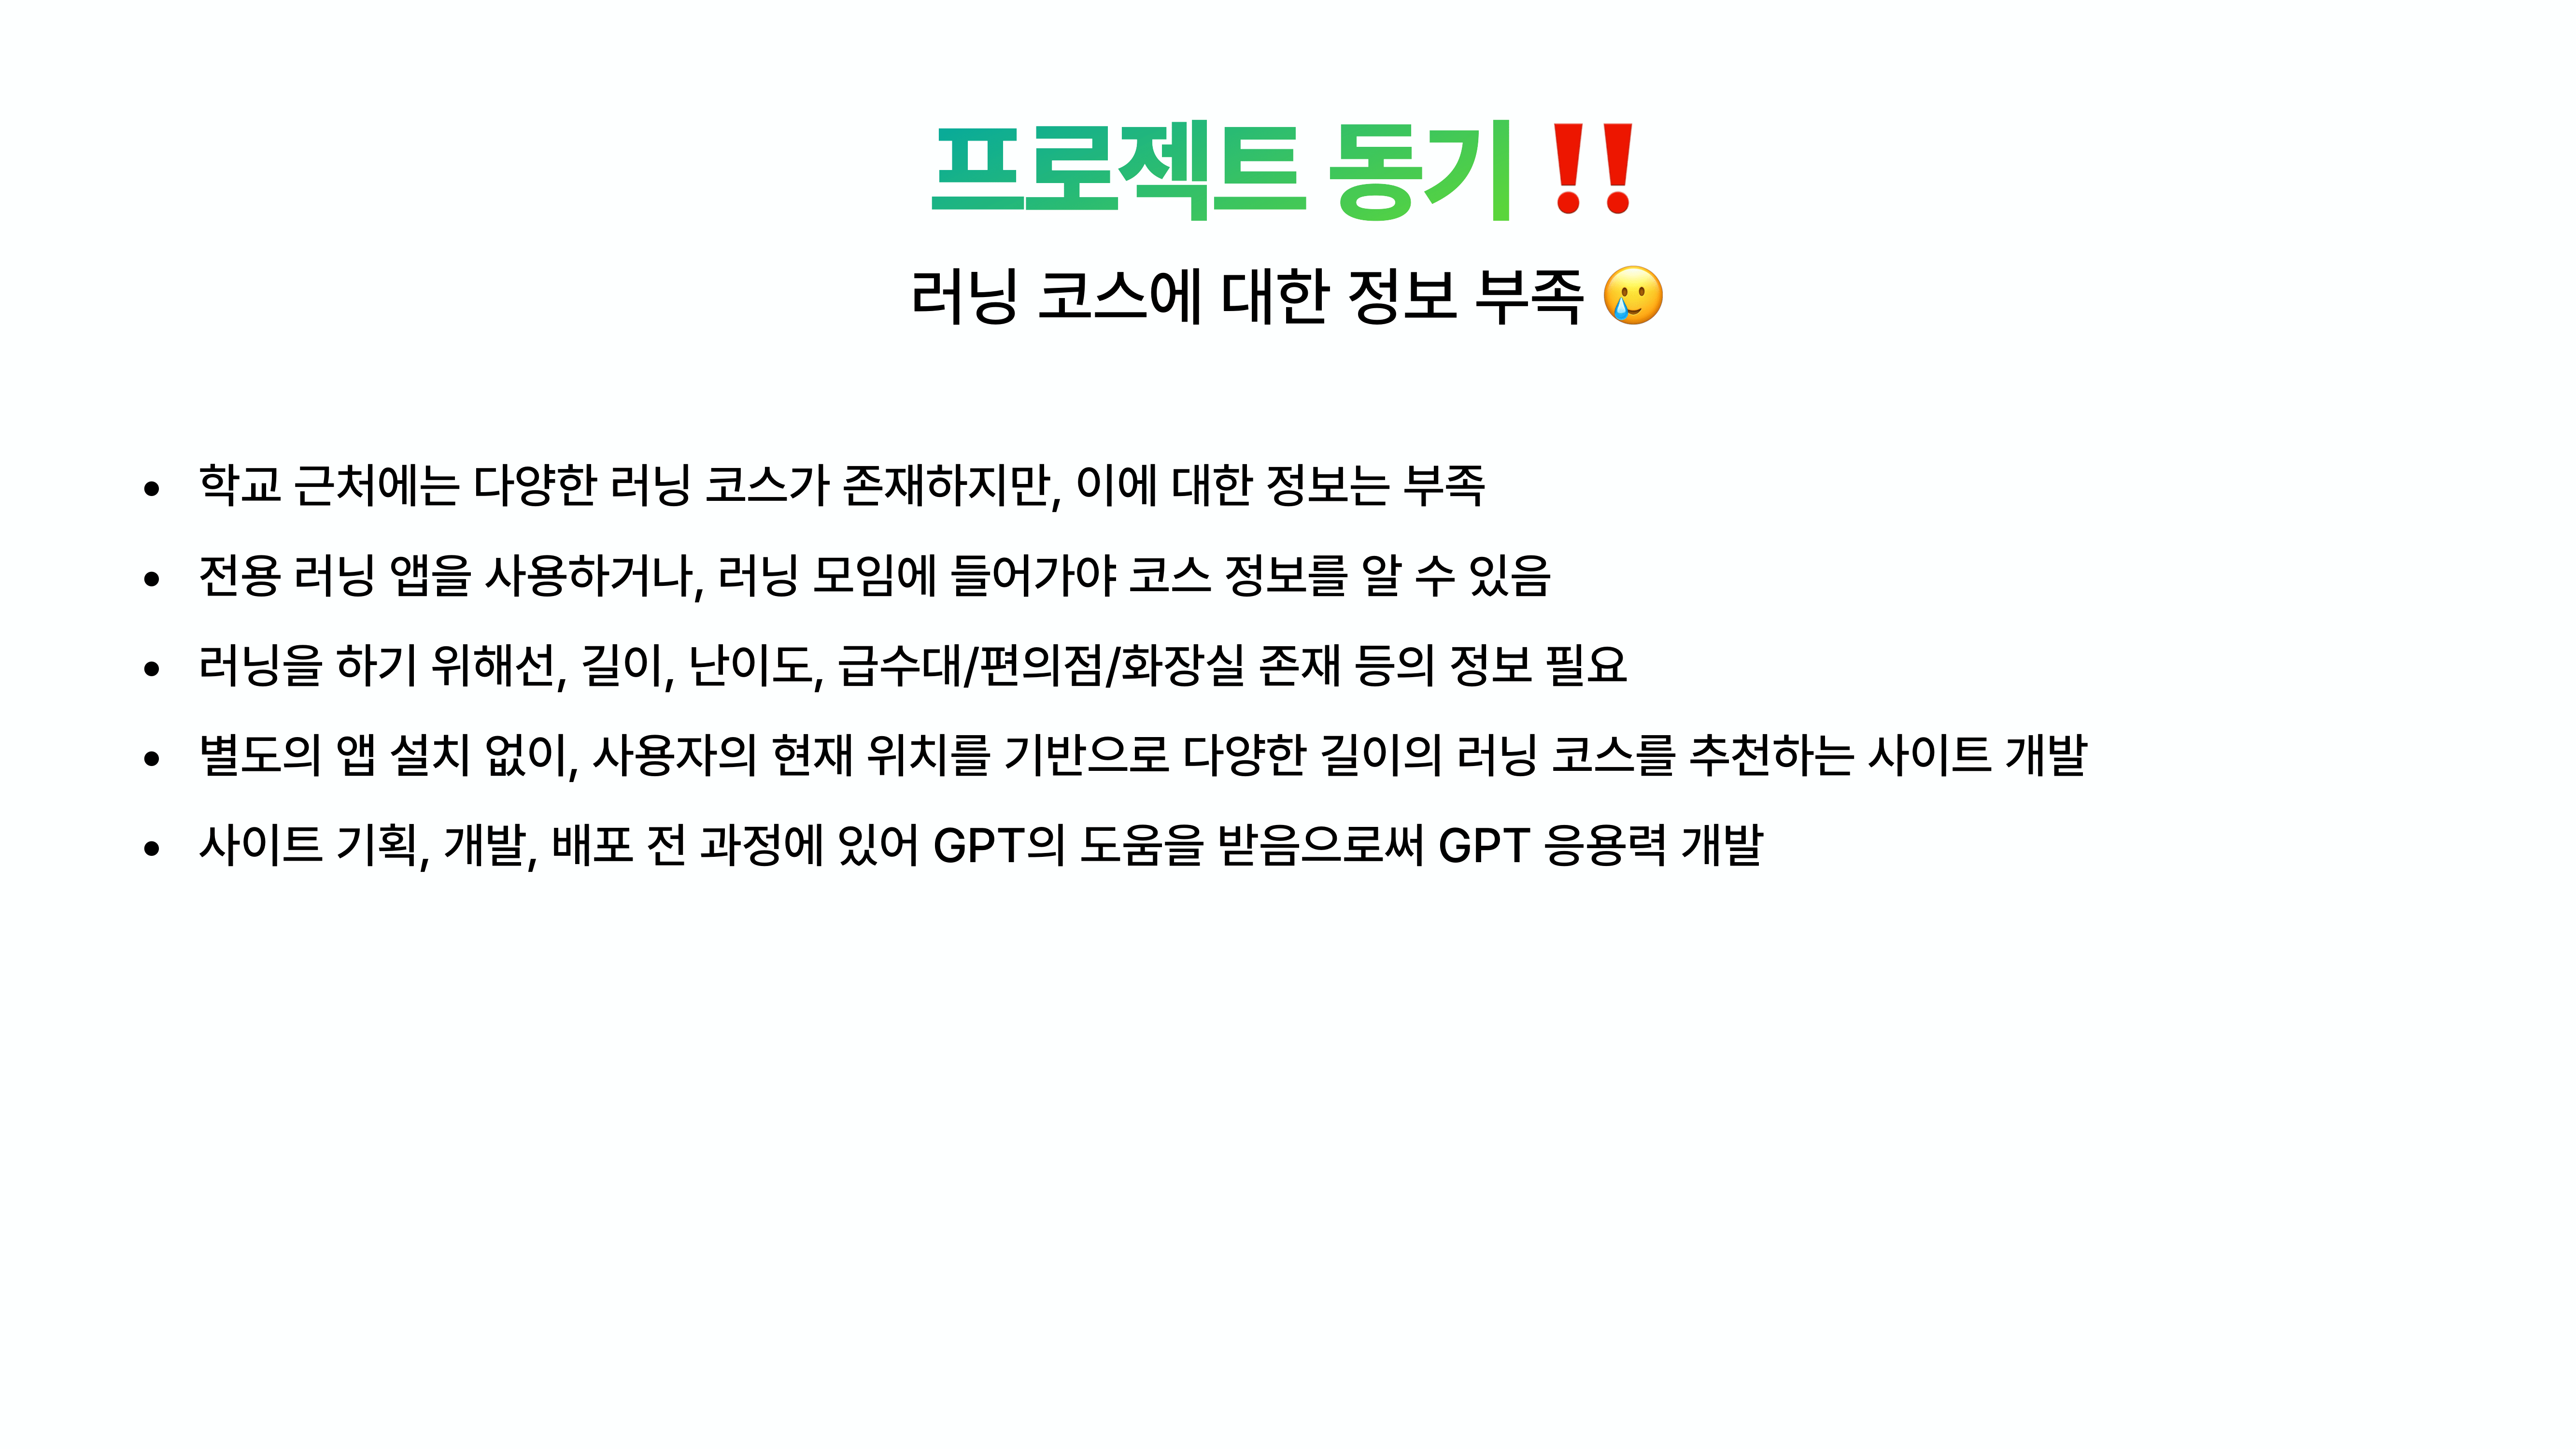 프로젝트 동기 ‼️
러닝 코스에 대한 정보 부족 🥲
• 학교 근처에는 다양한 러닝 코스가 존재하지만, 이에 대한 정보는 부족
• 전용 러닝 앱을 사용하거나, 러닝 모임에 들어가야 코스 정보를 알 수 있음
• 러닝을 하기 위해선, 길이, 난이도, 급수대/편의점/화장실 존재 등의 정보 필요
• 별도의 앱 설치 없이, 사용자의 현재 위치를 기반으로 다양한 길이의 러닝 코스를 추천하는 사이트 개발
• 사이트 기획, 개발, 배포 전 과정에 있어 GPT의 도움을 받음으로써 GPT 응용력 개발